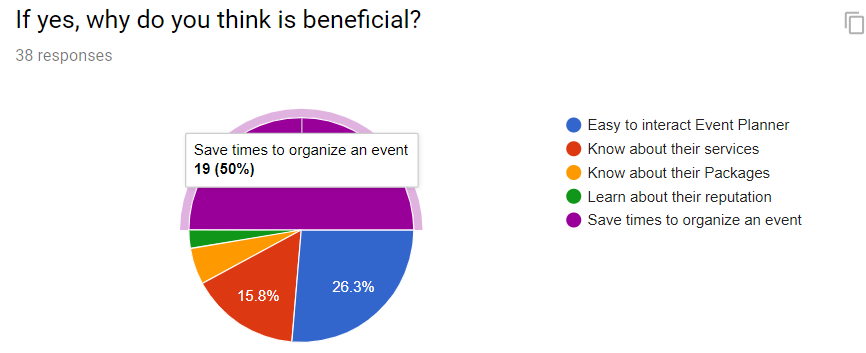 If yes, why do you think is beneficial?
38 responses
Save times to organize an event
19 (50%)
15.8%
26.3%
Easy to interact Event Planner
Know about their services
Know about their Packages
Learn about their reputation
Save times to organize an event